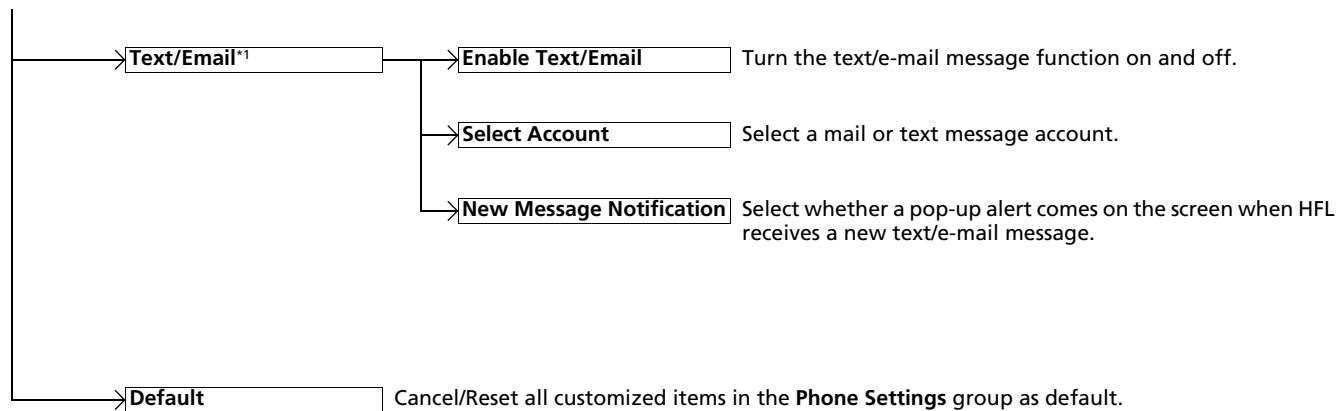 Text/Email*1
Enable Text/Email
Turn the text/e-mail message function on and off.
Select Account
Select a mail or text message account.
New Message Notification
Select whether a pop-up alert comes on the screen when HFL
receives a new text/e-mail message.
Default
Cancel/Reset all customized items in the Phone Settings group as default.